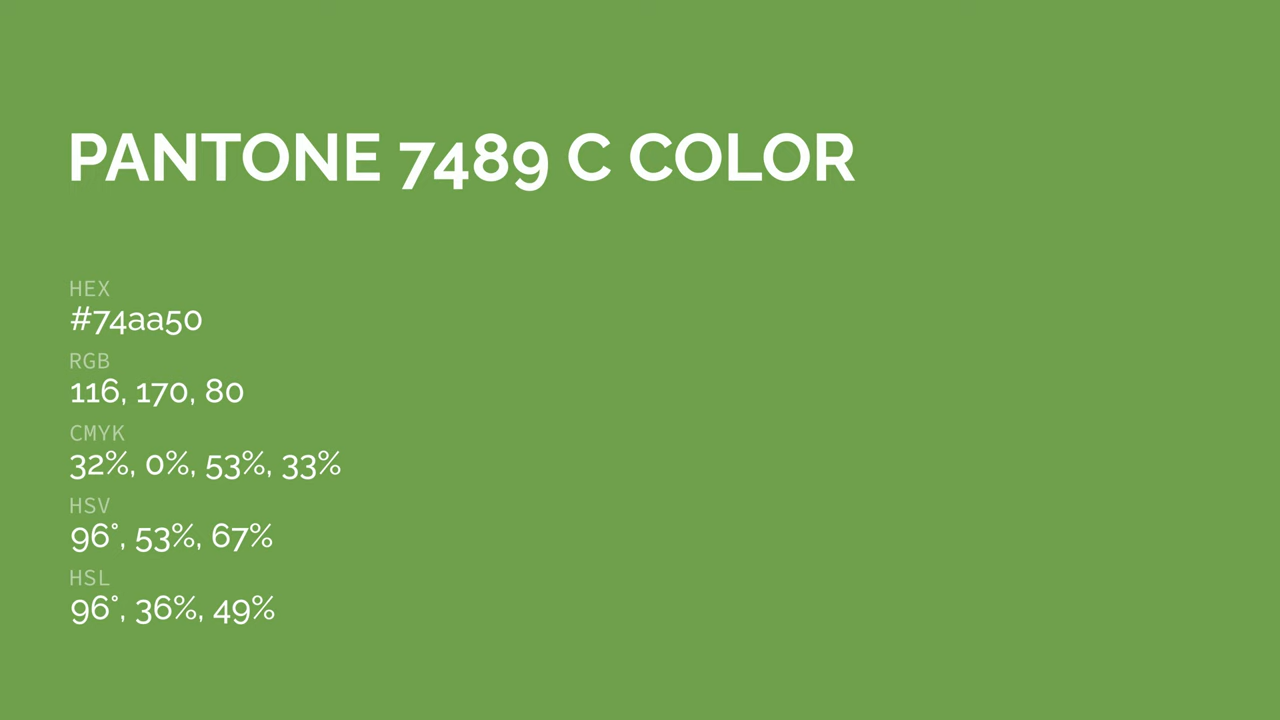 PANTONE 7489 C COLOR
HEX
#74aa50
RGB
116, 170, 80
CMYK
32%, 0%, 53%, 33%
HSV
96°, 53%, 67%
HSL
96°, 36%, 49%